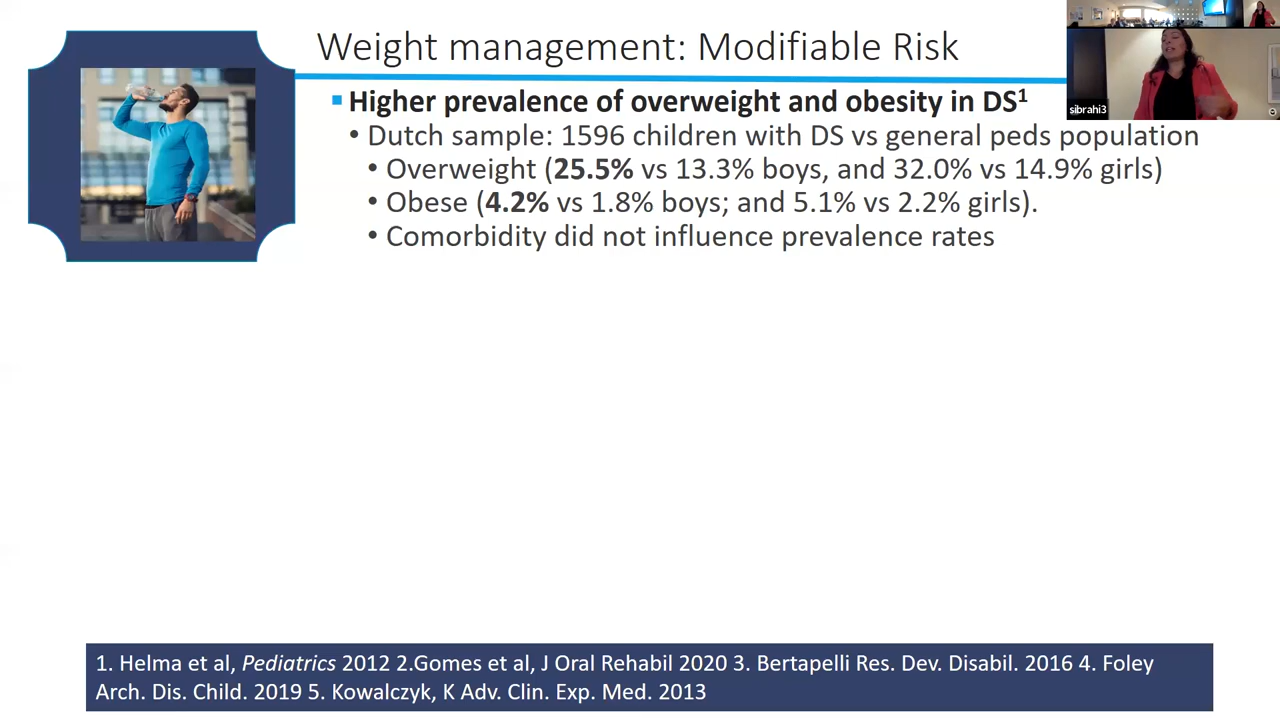 Weight management: Modifiable Risk
sibrahi3
Higher prevalence of overweight and obesity in DS¹
• Dutch sample: 1596 children with DS vs general peds population
• Overweight (25.5% vs 13.3% boys, and 32.0% vs 14.9% girls)
• Obese (4.2% vs 1.8% boys; and 5.1% vs 2.2% girls).
• Comorbidity did not influence prevalence rates
1. Helma et al, Pediatrics 2012 2.Gomes et al, J Oral Rehabil 2020 3. Bertapelli Res. Dev. Disabil. 2016 4. Foley
Arch. Dis. Child. 2019 5. Kowalczyk, K Adv. Clin. Exp. Med. 2013